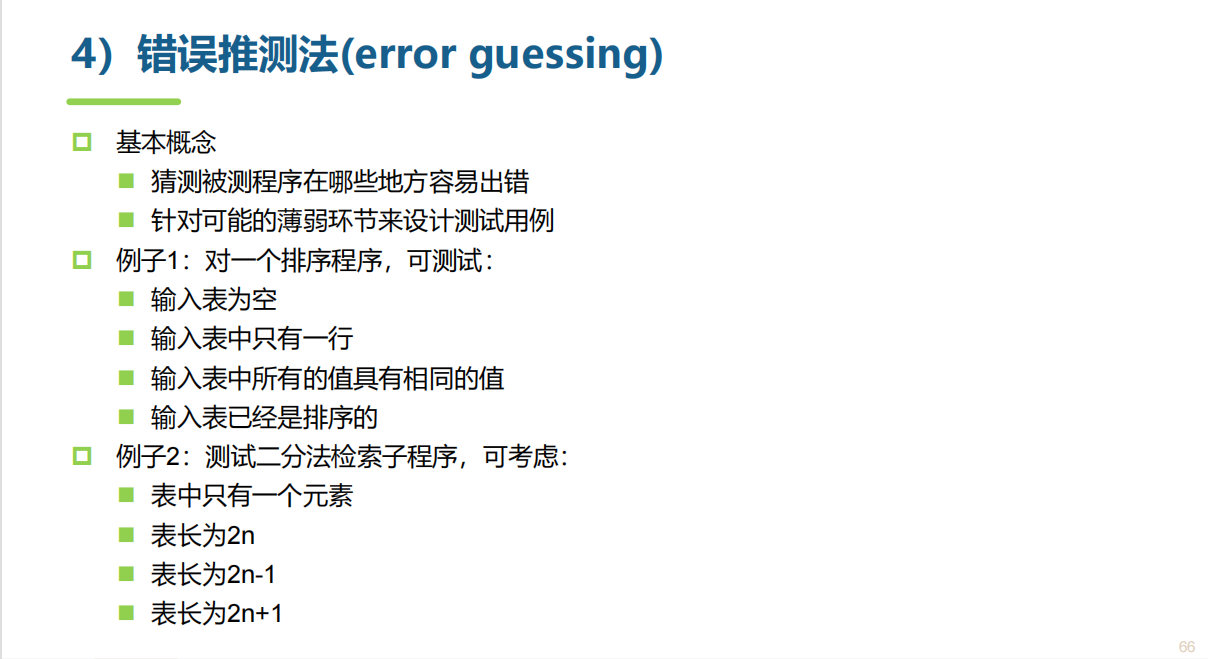 4）错误推测法(error guessing)
基本概念
猜测被测程序在哪些地方容易出错
针对可能的薄弱环节来设计测试用例
例子1：对一个排序程序，可测试：
输入表为空
输入表中只有一行
输入表中所有的值具有相同的值
输入表已经是排序的
例子2：测试二分法检索子程序，可考虑：
表中只有一个元素
表长为2n
表长为2n-1
表长为2n+1
66